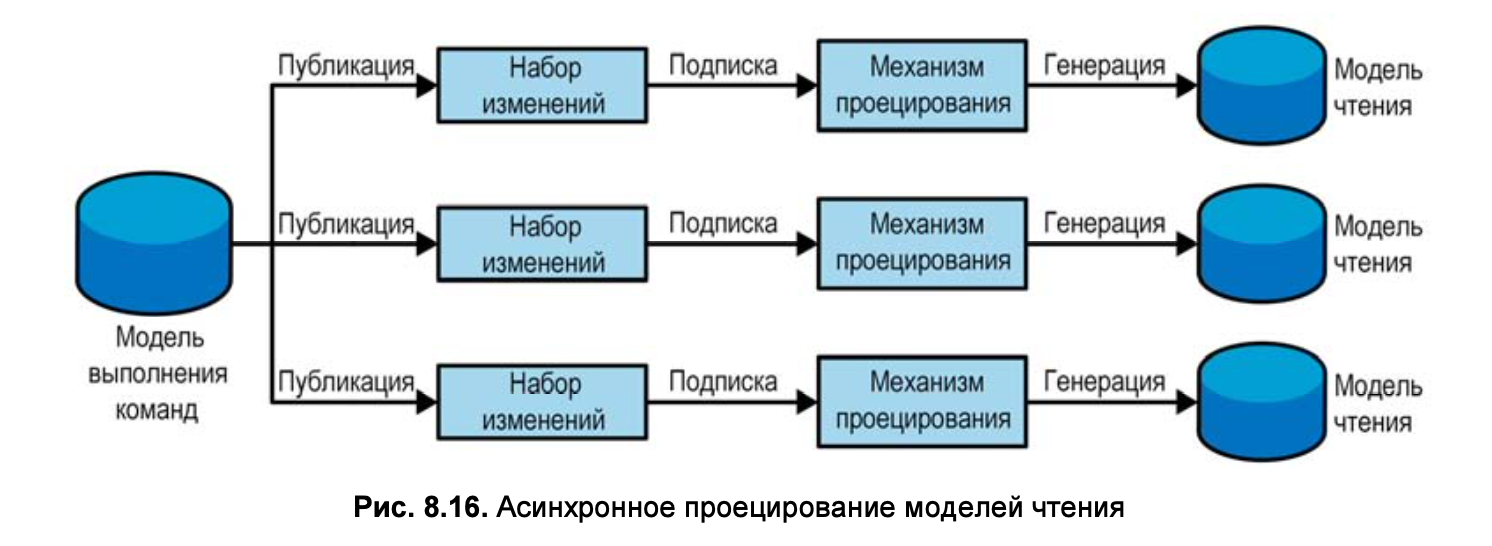 Публикация
Набор
изменений
Подписка
Механизм
проецирования
Генерация
Модель
чтения
Публикация
Набор
изменений
Подписка
Механизм
проецирования
Генерация
Модель
чтения
Модель
выполнения
команд
Публикация
Набор
изменений
Подписка
Механизм
проецирования
Генерация
Модель
чтения
Рис. 8.16. Асинхронное проецирование моделей чтения